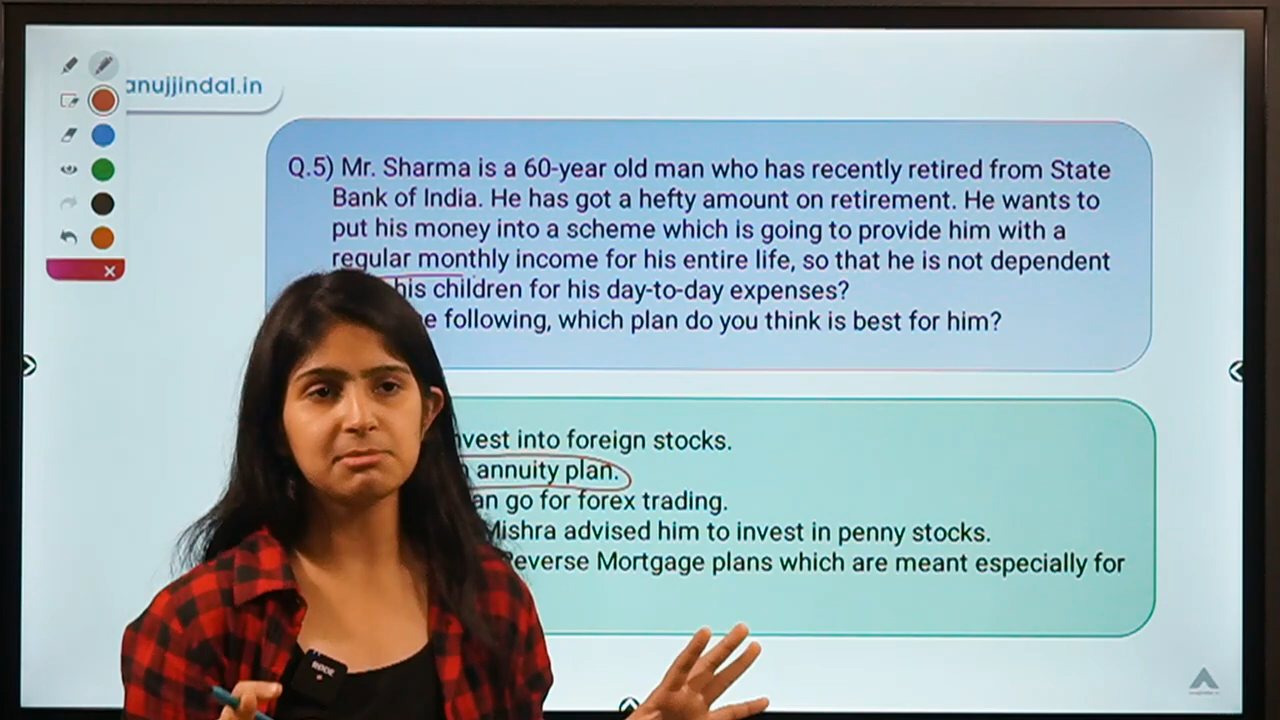 anujjindal.in
Q.5) Mr. Sharma is a 60-year old man who has recently retired from State
Bank of India. He has got a hefty amount on retirement. He wants to
put his money into a scheme which is going to provide him with a
regular monthly income for his entire life, so that he is not dependent
his children for his day-to-day expenses?
following, which plan do you think is best for him?
into foreign stocks.
annuity plan.
go for forex trading.
Mishra advised him to invest in penny stocks.
Reverse Mortgage plans which are meant especially for
RODE